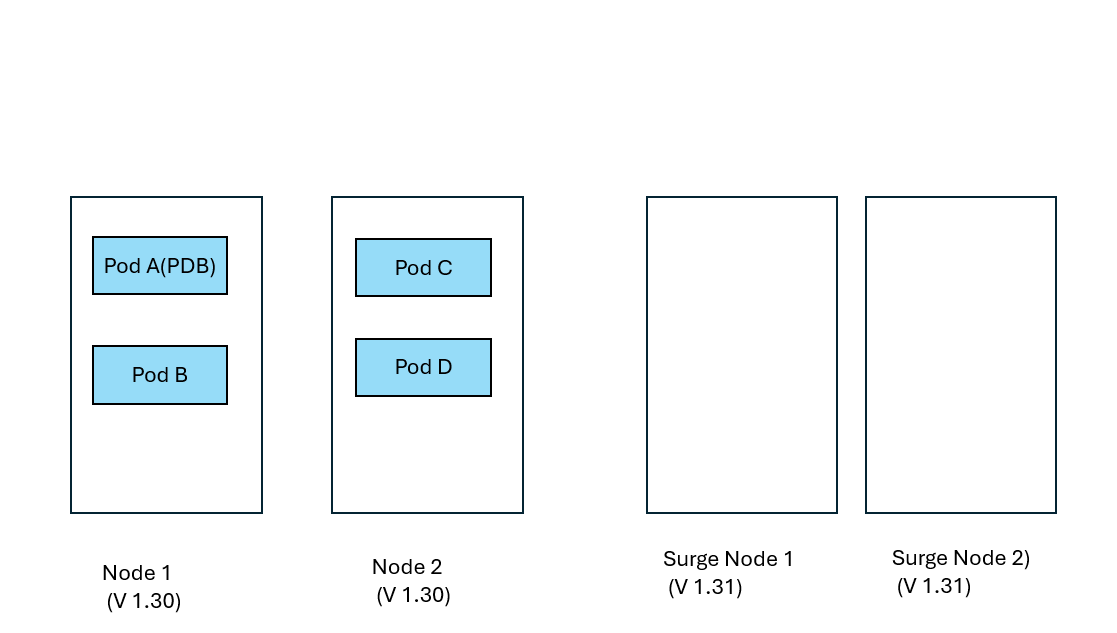 Pod A(PDB)
Pod B
Pod C
Pod D
Node 1
(V 1.30)
Node 2
(V 1.30)
Surge Node 1
(V 1.31)
Surge Node 2)
(V 1.31)